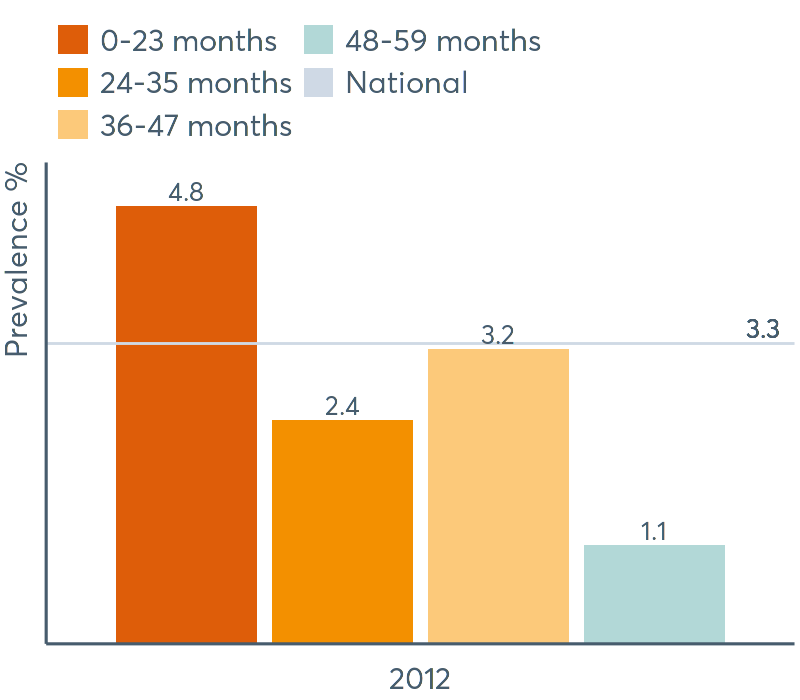 0-23 months
48-59 months
24-35 months
National
36-47 months
Prevalence %
4.8
2.4
3.2
1.1
3.3
2012